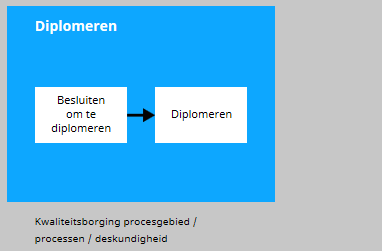 Diplomeren
Besluiten
om te
diplomeren
Diplomeren
Kwaliteitsborging procesgebied /
processen / deskundigheid